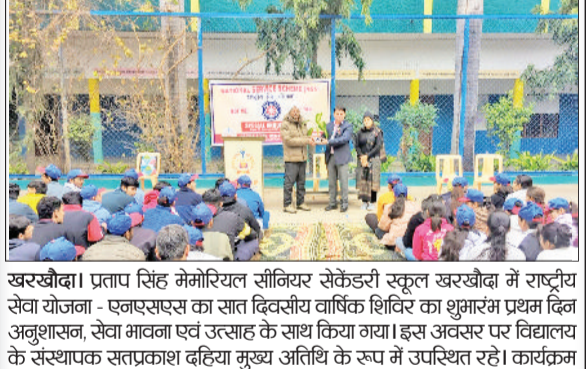 NATIONAL SERVICE SCHEME (NSS)
खरखौदा। प्रताप सिंह मेमोरियल सीनियर सेकेंडरी स्कूल खरखौदा में राष्ट्रीय
सेवा योजना - एनएसएस का सात दिवसीय वार्षिक शिविर का शुभारंभ प्रथम दिन
अनुशासन, सेवा भावना एवं उत्साह के साथ किया गया। इस अवसर पर विद्यालय
के संस्थापक सतप्रकाश दहिया मुख्य अतिथि के रूप में उपस्थित रहे। कार्यक्रम